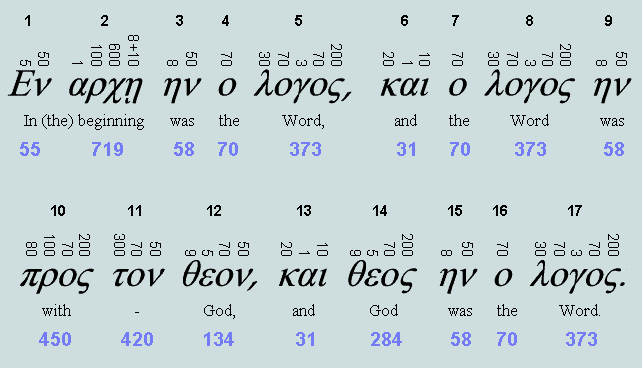 1 2 3 4 5 6 7 8 9
5 50 1 100 600 8+10 8 50 70 30 70 3 70 200 20 1 10 70 30 70 3 70 200 8 50
Εν αρχῃ ην ο λογος, και ο λογος ην
In (the) beginning was the Word, and the Word was
55 719 58 70 373 31 70 373 58
10 11 12 13 14 15 16 17
80 100 70 200 300 70 50 9 5 70 50 20 1 10 9 5 70 200 8 50 70 30 70 3 70 200
προς τον θεον, και θεος ην ο λογος.
with - God, and God was the Word.
450 420 134 31 284 58 70 373